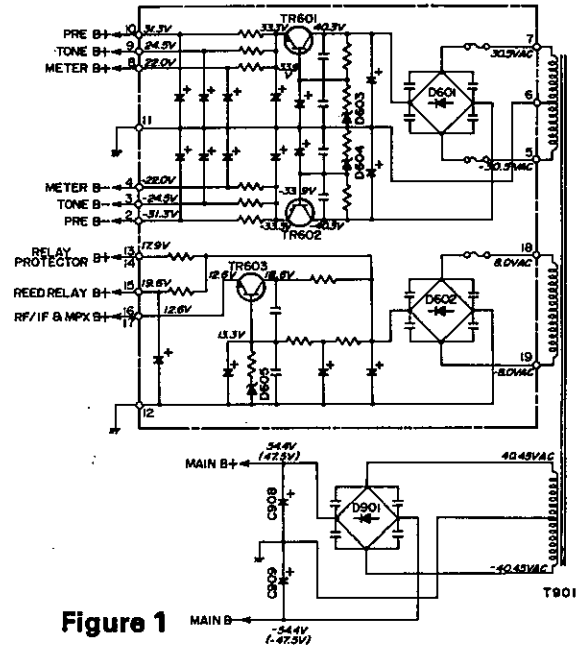 PRE B+ 10 31.3V 33.3V TR601 40.3V 7
TONE B+ 9 24.5V 30.5VAC
METER B+ 8 22.0V D601 6
D603
11
D604
METER B- 4 -22.0V 5
TONE B- 3 -24.5V -33.9V -30.5VAC
PRE B- 2 -31.3V -33.3V -40.3V
TR602
RELAY PROTECTOR B+ 13 14 17.9V 18
REED RELAY B+ 15 19.6V TR603 8.0VAC
12.6V 18.6V
RF/IF & MPX B+ 16 17 12.6V D602
13.3V
D605 19
-8.0VAC
12
MAIN B+ 54.4V 40.45VAC
(47.5V)
C908
D901
C909
-40.45VAC
T901
Figure 1 MAIN B- -54.4V
(-47.5V)